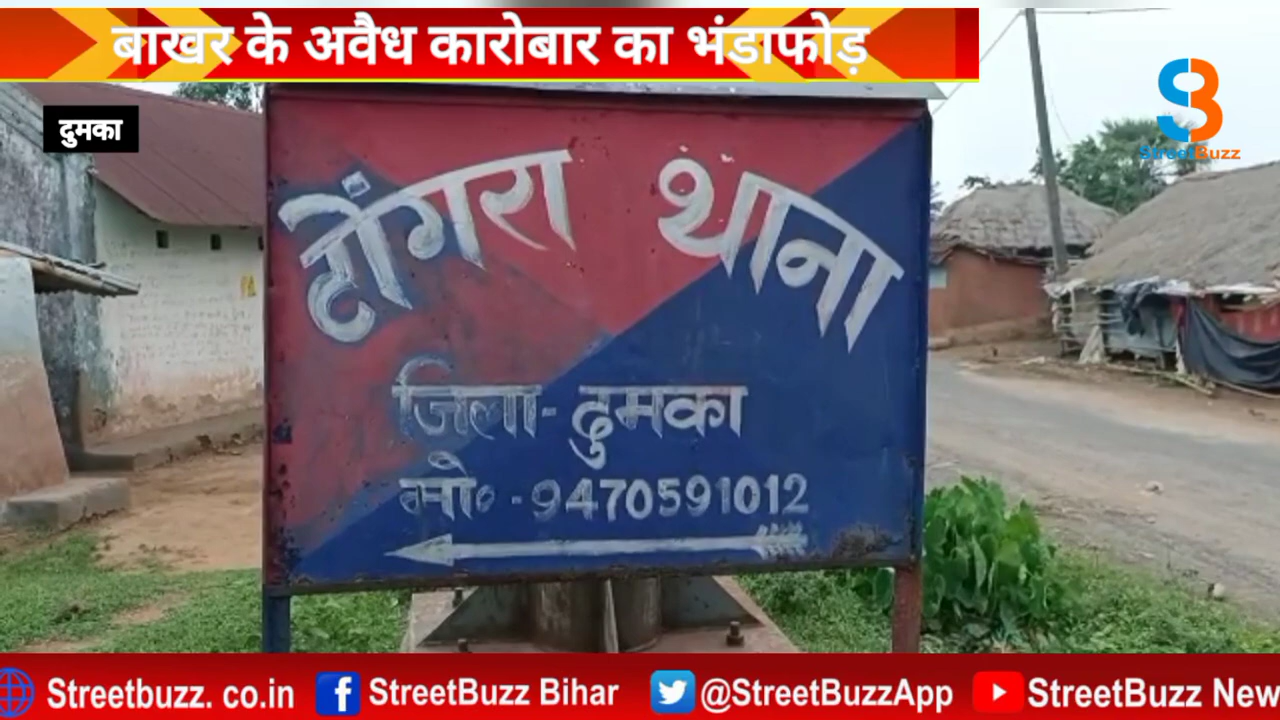 बाखर के अवैध कारोबार का भंडाफोड़
दुमका
StreetBuzz
टोंगरा थाना
जिला- दुमका
मो० -9470591012
Streetbuzz. co.in
StreetBuzz Bihar
@StreetBuzzApp
StreetBuzz New